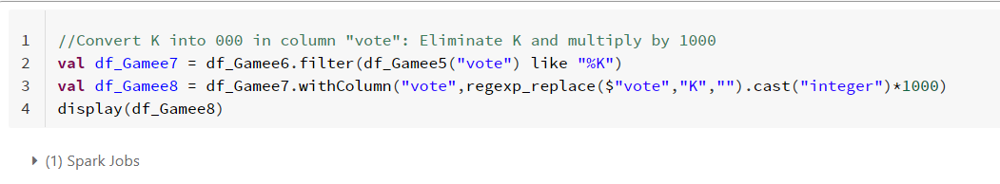 1 //Convert K into 000 in column "vote": Eliminate K and multiply by 1000
2 val df_Gamee7 = df_Gamee6.filter(df_Gamee5("vote") like "%K")
3 val df_Gamee8 = df_Gamee7.withColumn("vote",regexp_replace($"vote","K","").cast("integer")*1000)
4 display(df_Gamee8)
(1) Spark Jobs